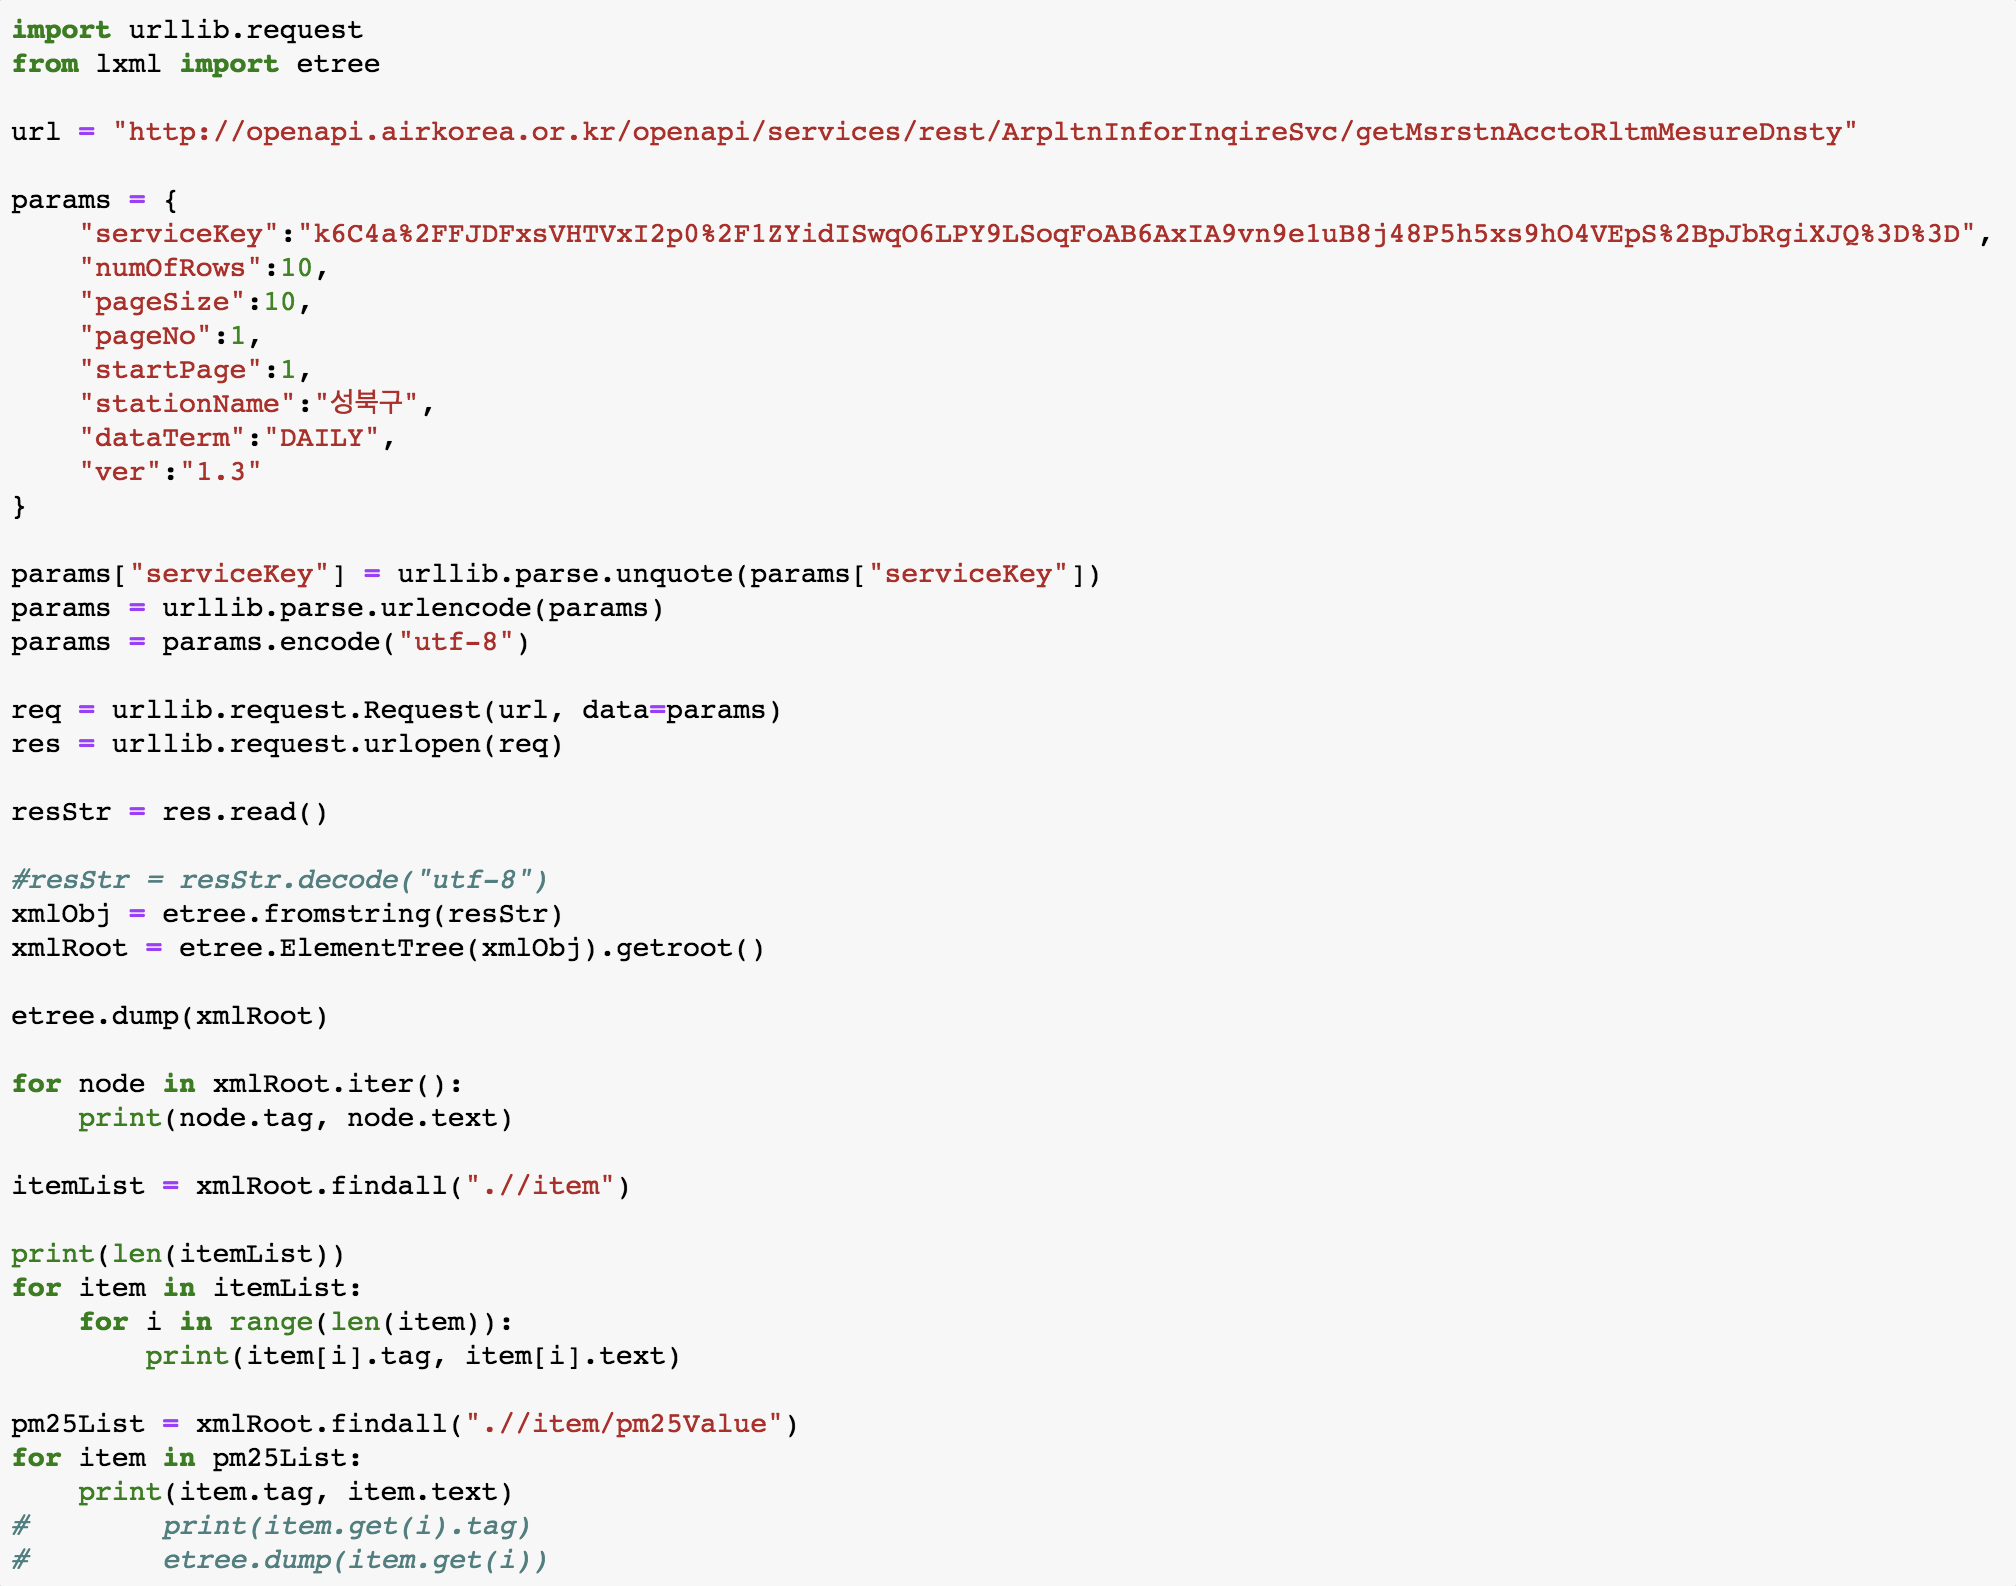 import urllib.request
from lxml import etree

url = "http://openapi.airkorea.or.kr/openapi/services/rest/ArpltnInforInqireSvc/getMsrstnAcctoRltmMesureDnsty"

params = {
    "serviceKey":"k6C4a%2FFJDFxsVHTVxI2p0%2F1ZYidISwqO6LPY9LSoqFoAB6AxIA9vn9e1uB8j48P5h5xs9hO4VEpS%2BpJbRgiXJQ%3D%3D",
    "numOfRows":10,
    "pageSize":10,
    "pageNo":1,
    "startPage":1,
    "stationName":"성북구",
    "dataTerm":"DAILY",
    "ver":"1.3"
}

params["serviceKey"] = urllib.parse.unquote(params["serviceKey"])
params = urllib.parse.urlencode(params)
params = params.encode("utf-8")

req = urllib.request.Request(url, data=params)
res = urllib.request.urlopen(req)

resStr = res.read()

#resStr = resStr.decode("utf-8")
xmlObj = etree.fromstring(resStr)
xmlRoot = etree.ElementTree(xmlObj).getroot()

etree.dump(xmlRoot)

for node in xmlRoot.iter():
    print(node.tag, node.text)

itemList = xmlRoot.findall(".//item")

print(len(itemList))
for item in itemList:
    for i in range(len(item)):
        print(item[i].tag, item[i].text)

pm25List = xmlRoot.findall(".//item/pm25Value")
for item in pm25List:
    print(item.tag, item.text)
#        print(item.get(i).tag)
#        etree.dump(item.get(i))